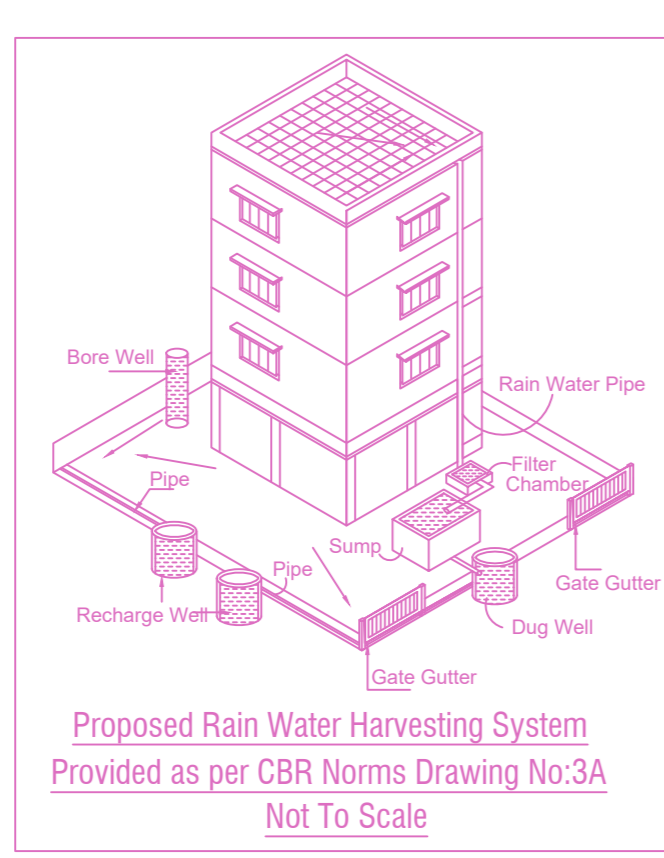 Bore Well
Rain Water Pipe
Filter
Chamber
Pipe
Sump
Pipe
Gate Gutter
Recharge Well
Dug Well
Gate Gutter
Proposed Rain Water Harvesting System
Provided as per CBR Norms Drawing No:3A
Not To Scale